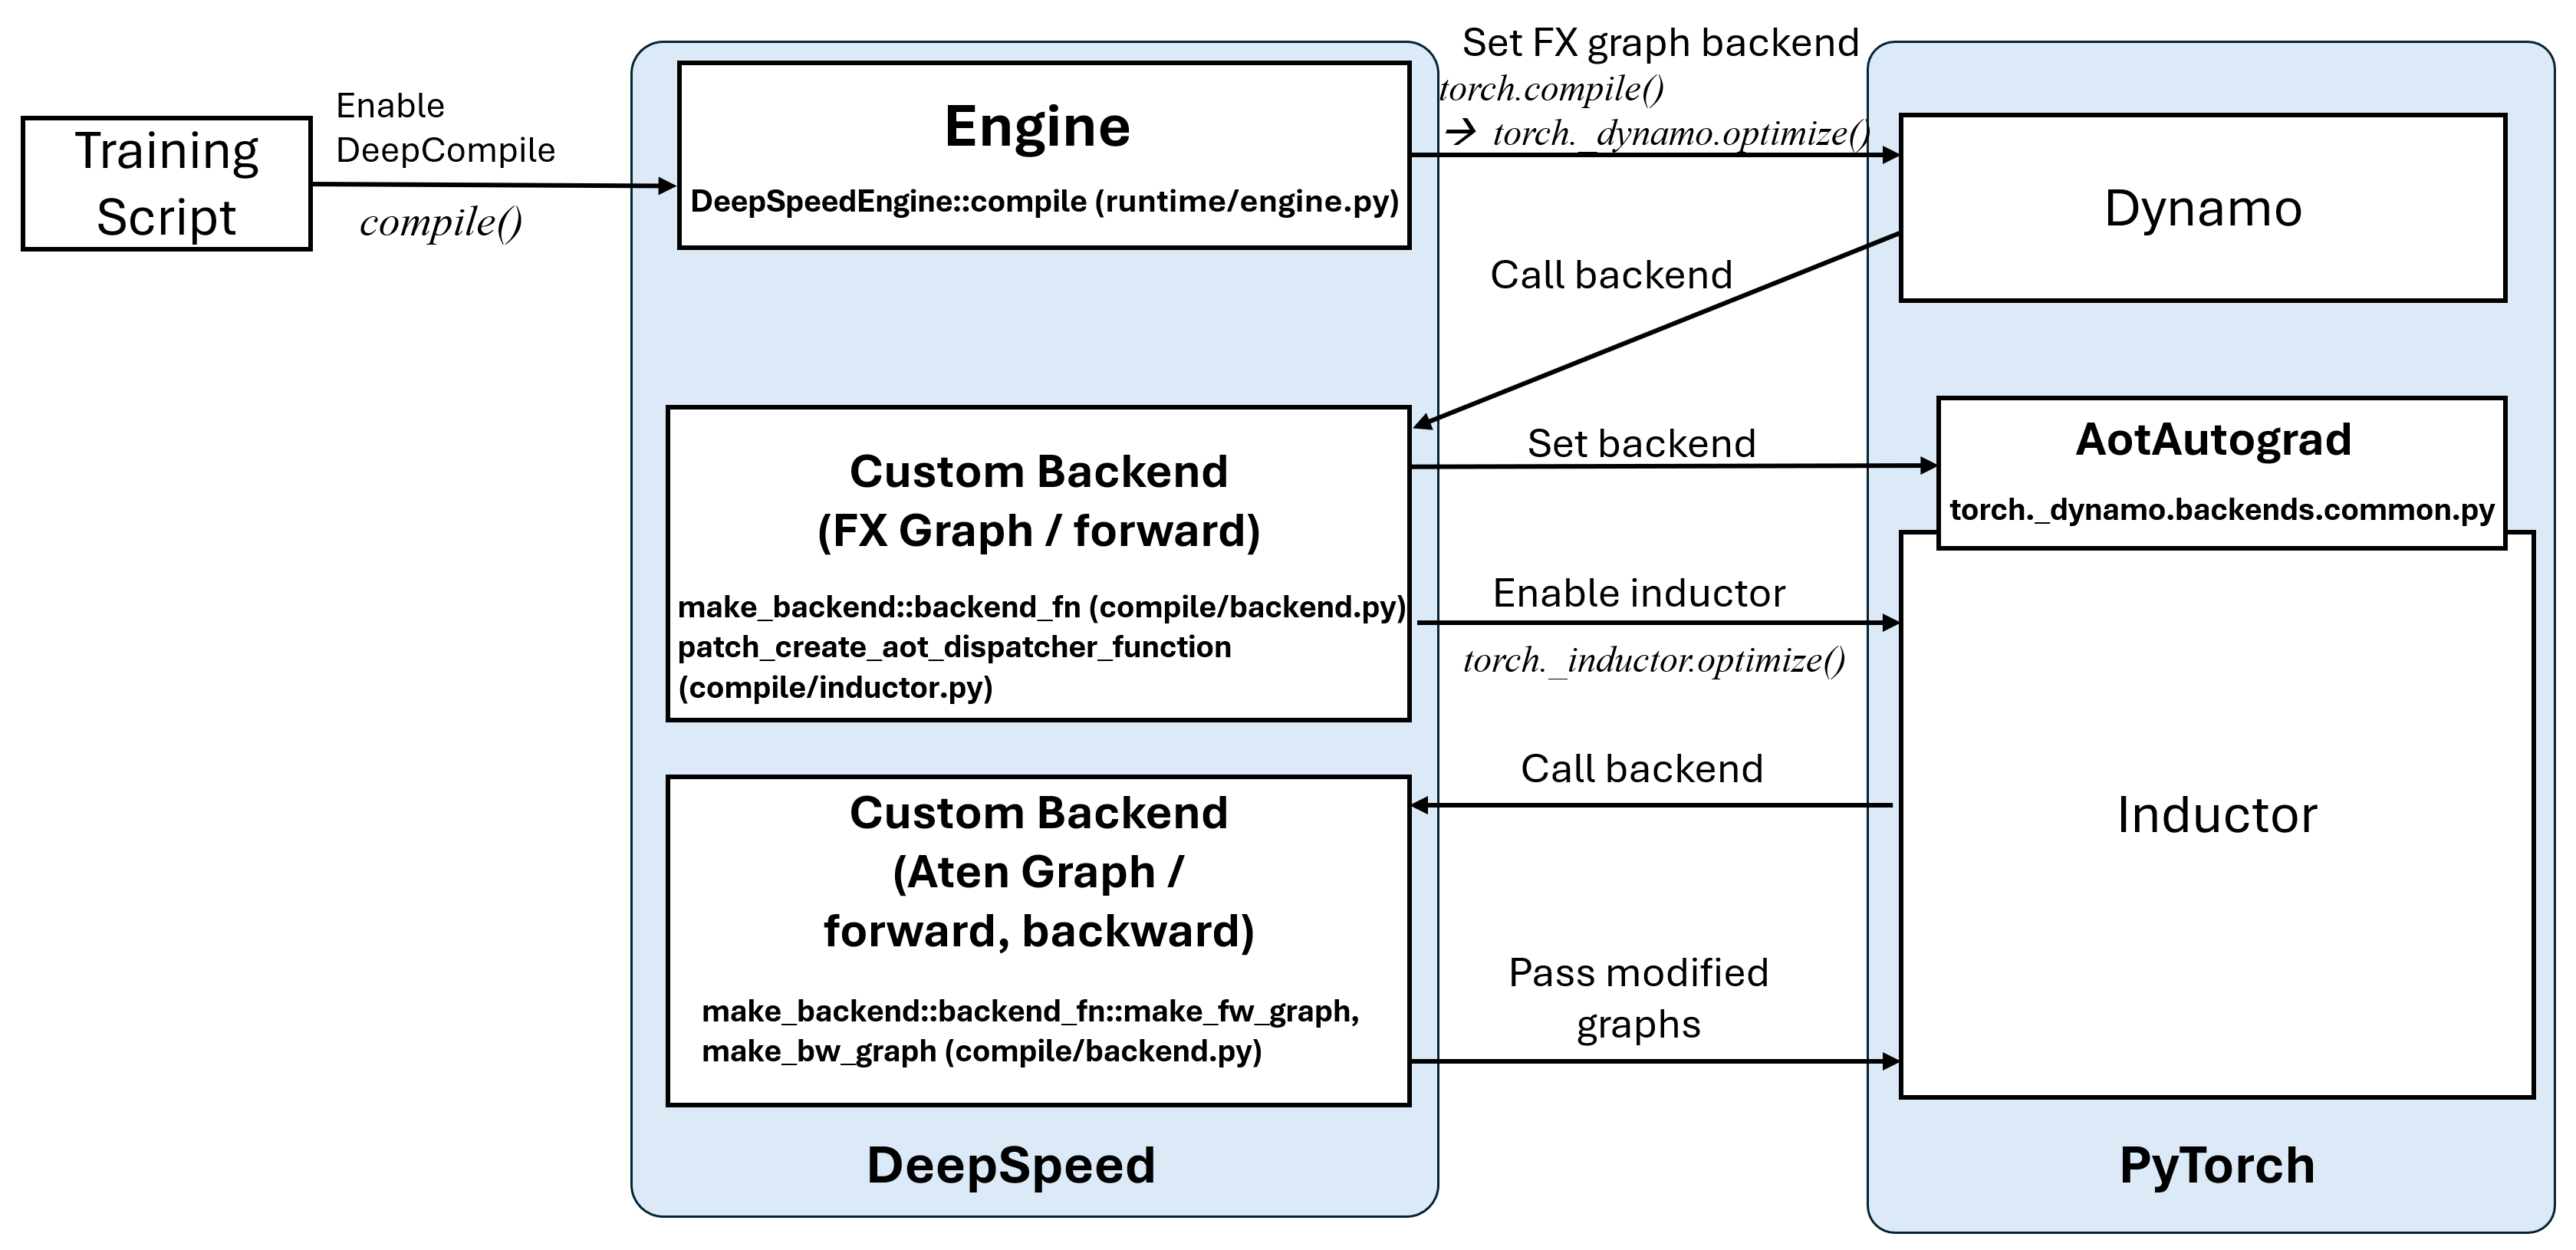 Training
Script
Enable
DeepCompile
compile()
Engine
DeepSpeedEngine::compile (runtime/engine.py)
Set FX graph backend
torch.compile()
→ torch._dynamo.optimize()
Dynamo
Call backend
Custom Backend
(FX Graph / forward)
make_backend::backend_fn (compile/backend.py)
patch_create_aot_dispatcher_function
(compile/inductor.py)
Set backend
AotAutograd
torch._dynamo.backends.common.py
Enable inductor
torch._inductor.optimize()
Inductor
Call backend
Custom Backend
(Aten Graph /
forward, backward)
make_backend::backend_fn::make_fw_graph,
make_bw_graph (compile/backend.py)
Pass modified
graphs
DeepSpeed
PyTorch